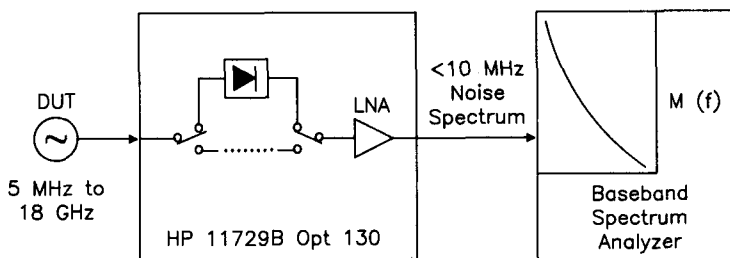 DUT
5 MHz to
18 GHz
LNA
HP 11729B Opt 130
<10 MHz
Noise
Spectrum
M (f)
Baseband
Spectrum
Analyzer